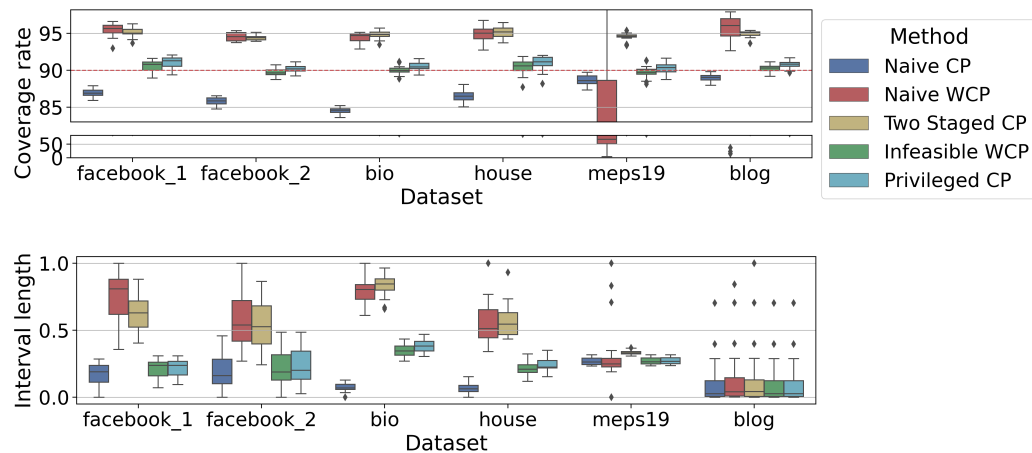 Coverage rate
95
90
85
50
0
facebook_1 facebook_2 bio house meps19 blog
Dataset
Method
Naive CP
Naive WCP
Two Staged CP
Infeasible WCP
Privileged CP
Interval length
1.0
0.5
0.0
facebook_1 facebook_2 bio house meps19 blog
Dataset